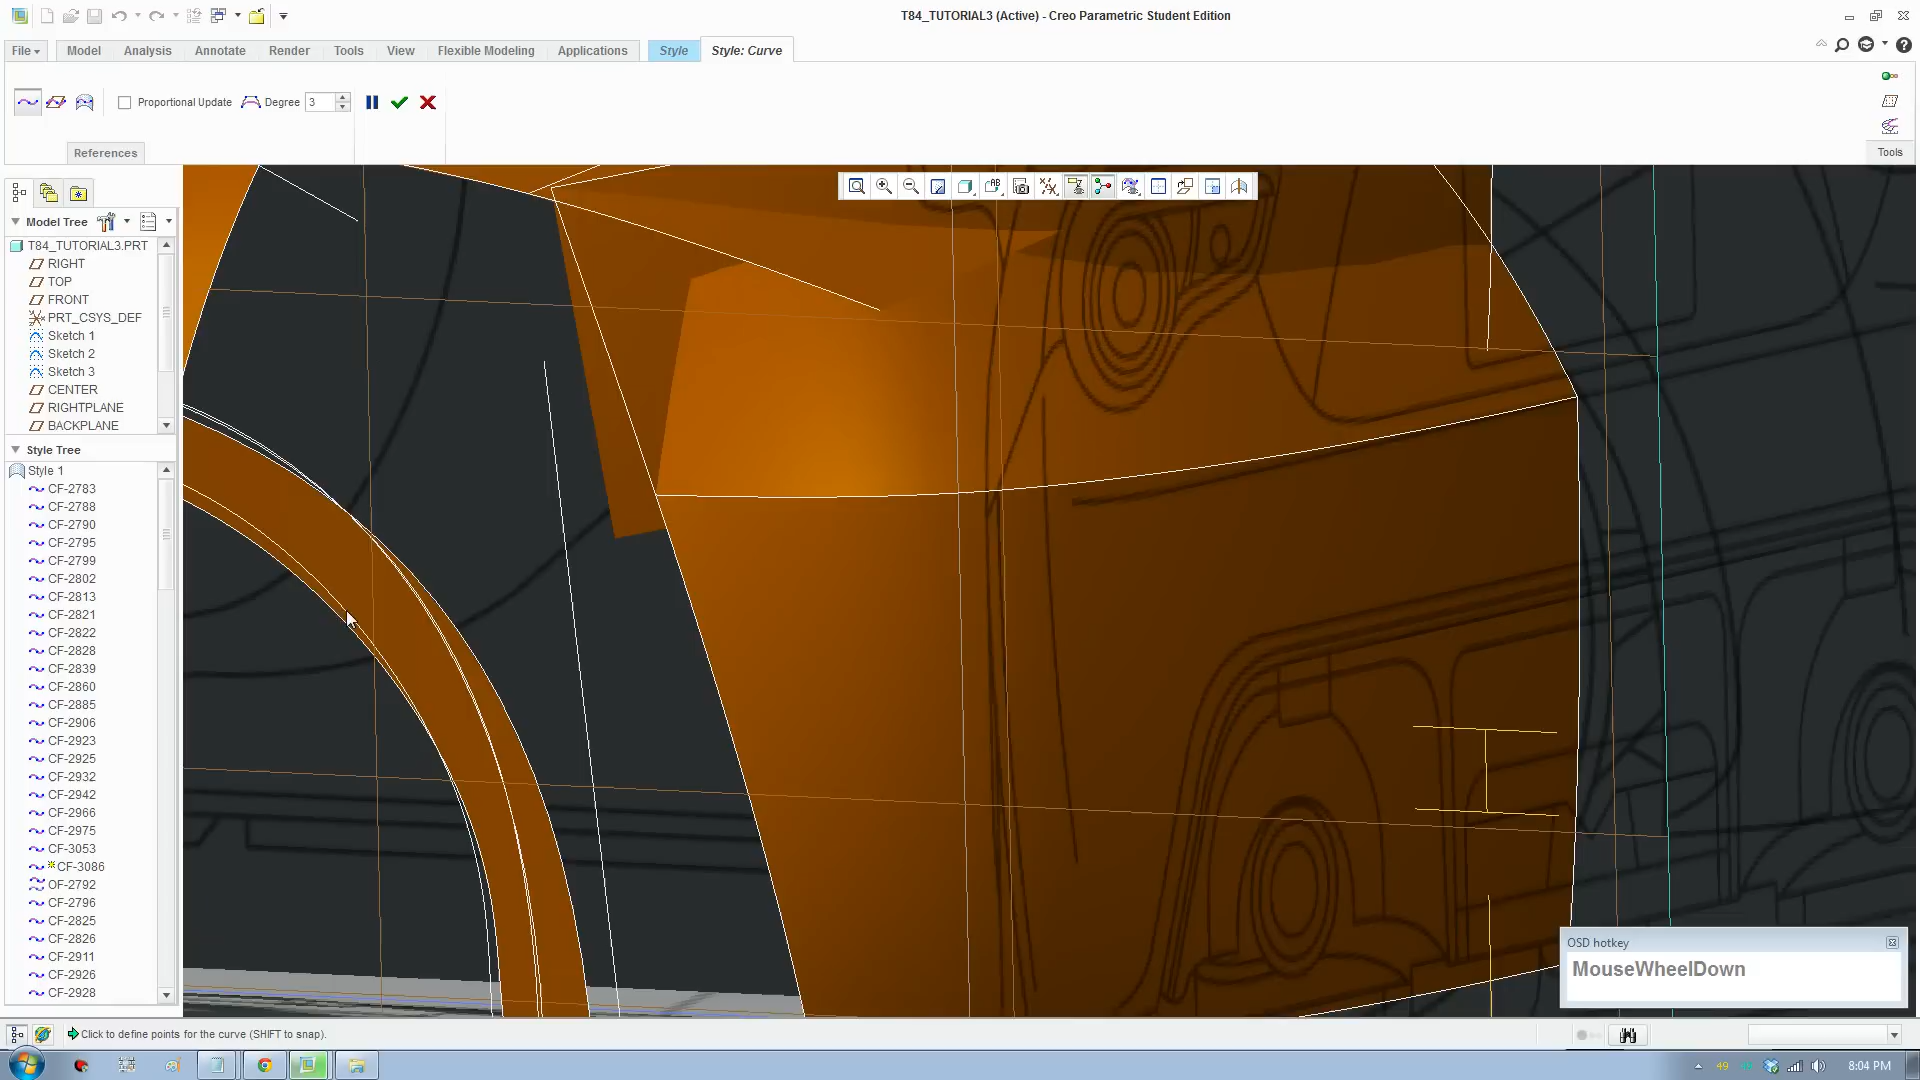 T84_TUTORIAL3 (Active) - Creo Parametric Student Edition
File
Model
Analysis
Annotate
Render
Tools
View
Flexible Modeling
Applications
Style
Style: Curve
Proportional Update
Degree
3
References
Tools
Model Tree
T84_TUTORIAL3.PRT
RIGHT
TOP
FRONT
PRT_CSYS_DEF
Sketch 1
Sketch 2
Sketch 3
CENTER
RIGHTPLANE
BACKPLANE
Style Tree
Style 1
CF-2783
CF-2788
CF-2790
CF-2795
CF-2799
CF-2802
CF-2813
CF-2821
CF-2822
CF-2828
CF-2839
CF-2860
CF-2885
CF-2906
CF-2923
CF-2925
CF-2932
CF-2942
CF-2966
CF-2975
CF-3053
CF-3086
OF-2792
CF-2796
CF-2825
CF-2826
CF-2911
CF-2926
CF-2928
OSD hotkey
MouseWheelDown
Click to define points for the curve (SHIFT to snap).
49
8:04 PM